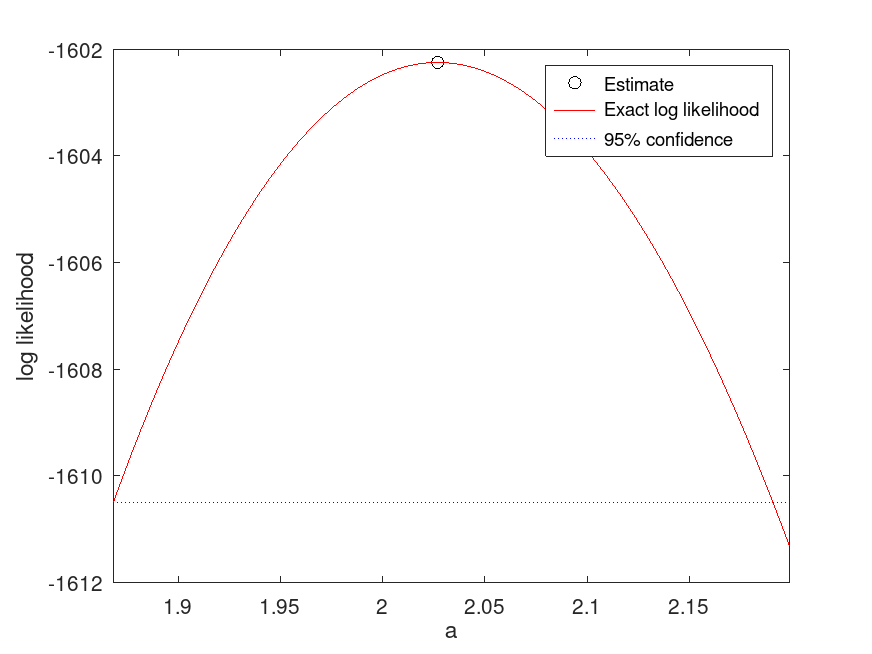 -1602
-1604
-1606
-1608
-1610
-1612
log likelihood
Estimate
Exact log likelihood
95% confidence
1.9
1.95
2
2.05
2.1
2.15
a